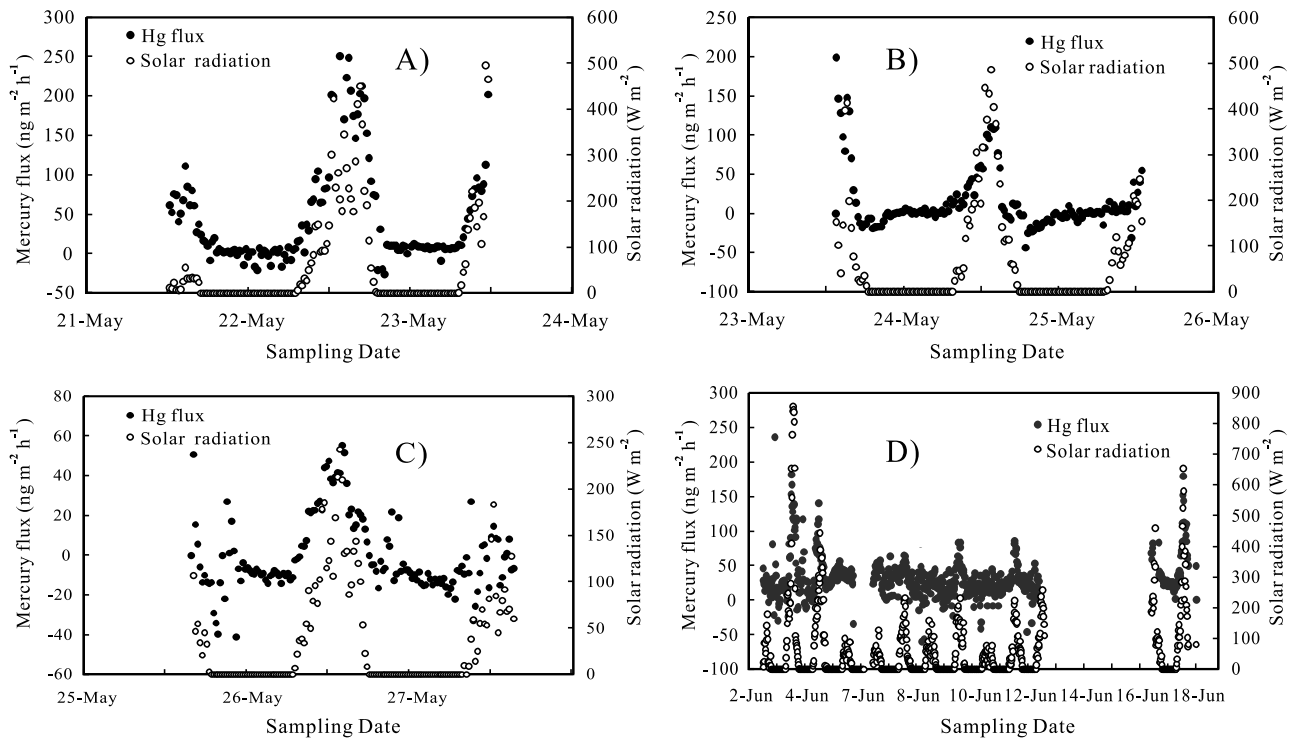 300
250
200
150
100
50
0
-50
Mercury flux (ng m⁻² h⁻¹)
Hg flux
Solar radiation
A)
600
500
400
300
200
100
0
Solar radiation (W m⁻²)
21-May 22-May 23-May 24-May
Sampling Date
250
200
150
100
50
0
-50
-100
Mercury flux (ng m⁻² h⁻¹)
B)
Hg flux
Solar radiation
600
500
400
300
200
100
0
Solar radiation (W m⁻²)
23-May 24-May 25-May 26-May
Sampling Date
80
60
40
20
0
-20
-40
-60
Mercury flux (ng m⁻² h⁻¹)
Hg flux
Solar radiation
C)
300
250
200
150
100
50
0
Solar radiation (W m⁻²)
25-May 26-May 27-May
Sampling Date
300
250
200
150
100
50
0
-50
-100
Mercury flux (ng m⁻² h⁻¹)
D)
Hg flux
Solar radiation
900
800
700
600
500
400
300
200
100
0
Solar radiation (W m⁻²)
2-Jun 4-Jun 7-Jun 8-Jun 10-Jun 12-Jun 14-Jun 16-Jun 18-Jun
Sampling Date